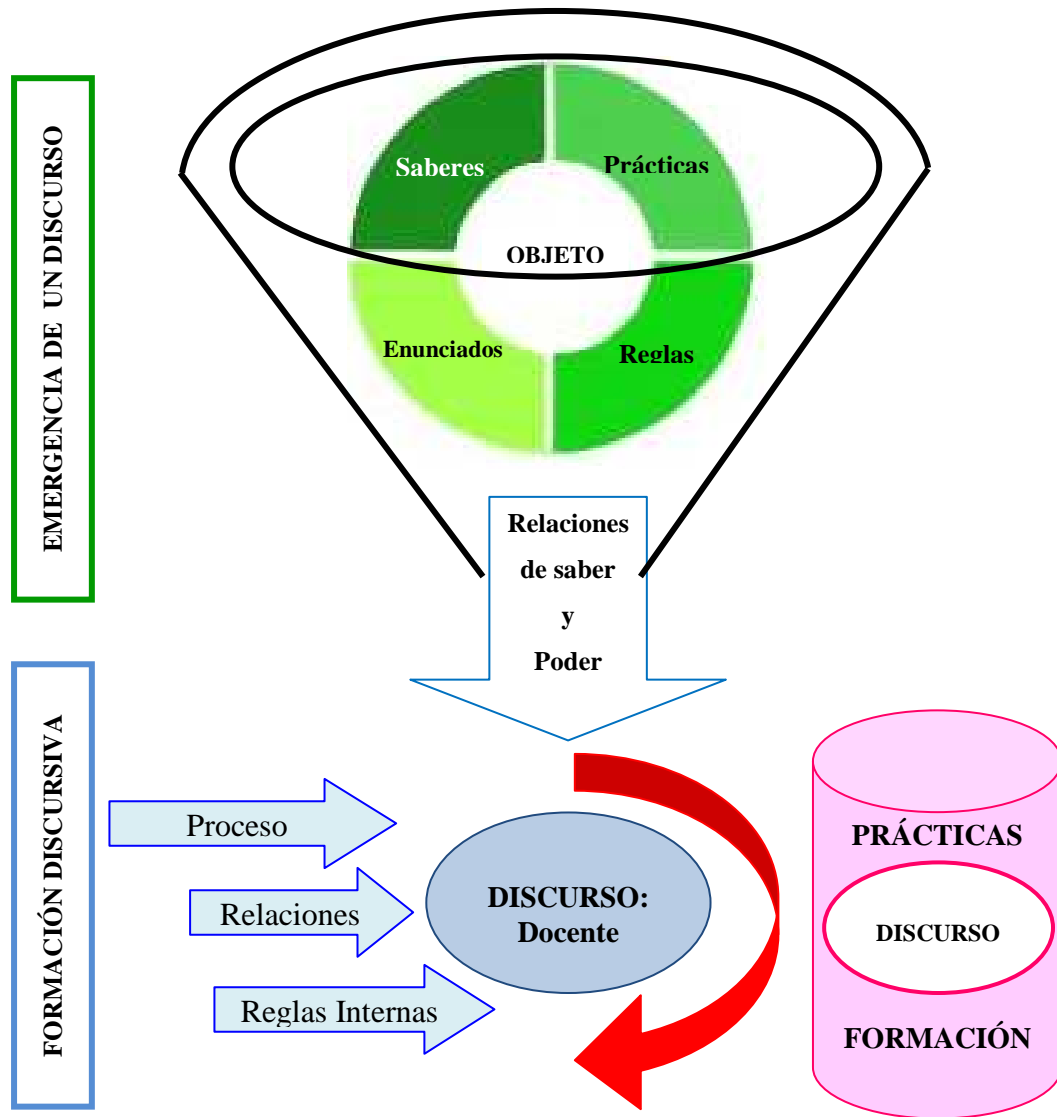 EMERGENCIA DE UN DISCURSO
Saberes
Prácticas
OBJETO
Enunciados
Reglas
Relaciones
de saber
y
Poder
FORMACIÓN DISCURSIVA
Proceso
Relaciones
Reglas Internas
DISCURSO:
Docente
PRÁCTICAS
DISCURSO
FORMACIÓN